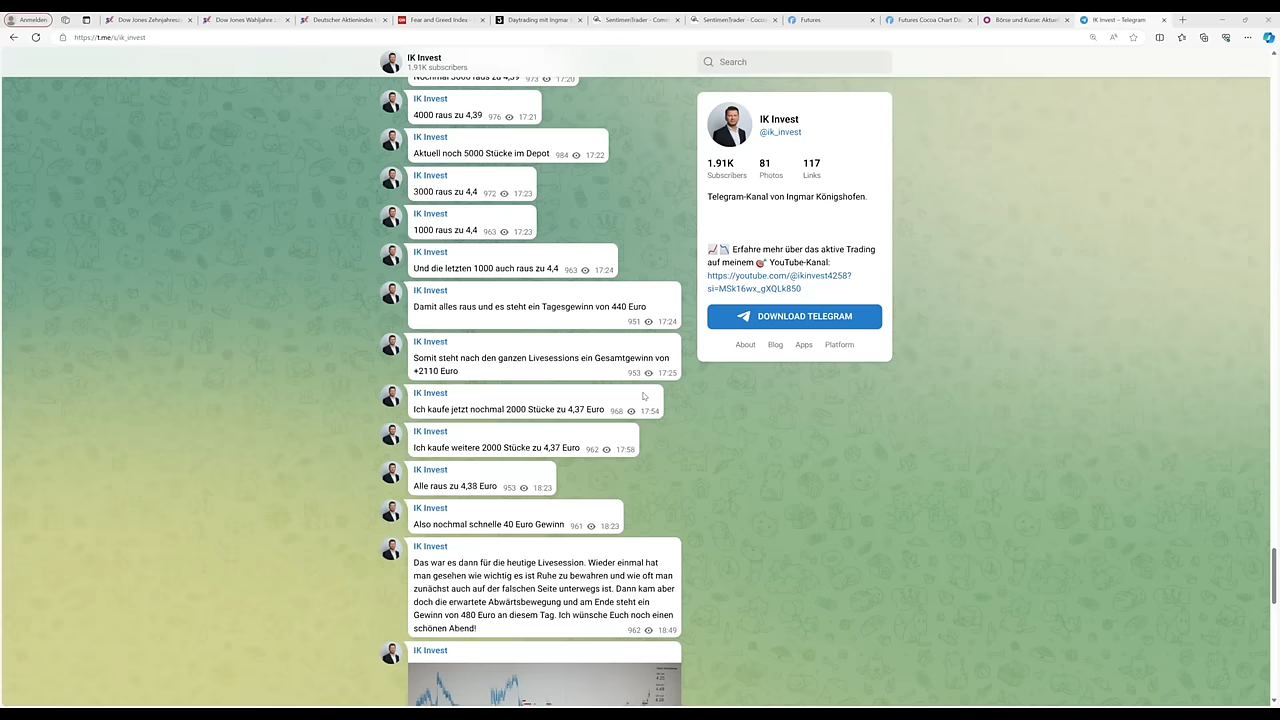 Anmelden
Dow Jones Zehnjahreszy
Dow Jones Wahljahre zy
Deutscher Aktienindex
Fear and Greed Index -
Daytrading mit Ingmar
SentimenTrader - Com
SentimenTrader - Coco
Futures
Futures Cocoa Chart Da
Börse und Kurse: Aktue
IK Invest – Telegram
https://t.me/s/ik_invest
IK Invest
1.91K subscribers
Search
Nochmal 3000 raus zu 4,39 973 17:20
IK Invest
4000 raus zu 4,39 976 17:21
IK Invest
Aktuell noch 5000 Stücke im Depot 984 17:22
IK Invest
3000 raus zu 4,4 972 17:23
IK Invest
1000 raus zu 4,4 963 17:23
IK Invest
Und die letzten 1000 auch raus zu 4,4 963 17:24
IK Invest
Damit alles raus und es steht ein Tagesgewinn von 440 Euro
951 17:24
IK Invest
Somit steht nach den ganzen Livesessions ein Gesamtgewinn von
+2110 Euro 953 17:25
IK Invest
Ich kaufe jetzt nochmal 2000 Stücke zu 4,37 Euro 968 17:54
IK Invest
Ich kaufe weitere 2000 Stücke zu 4,37 Euro 962 17:58
IK Invest
Alle raus zu 4,38 Euro 953 18:23
IK Invest
Also nochmal schnelle 40 Euro Gewinn 961 18:23
IK Invest
Das war es dann für die heutige Livesession. Wieder einmal hat
man gesehen wie wichtig es ist Ruhe zu bewahren und wie oft man
zunächst auch auf der falschen Seite unterwegs ist. Dann kam aber
doch die erwartete Abwärtsbewegung und am Ende steht ein
Gewinn von 480 Euro an diesem Tag. Ich wünsche Euch noch einen
schönen Abend! 962 18:49
IK Invest
IK Invest
@ik_invest
1.91K 81 117
Subscribers Photos Links
Telegram-Kanal von Ingmar Königshofen.
Erfahre mehr über das aktive Trading
auf meinem YouTube-Kanal:
https://youtube.com/@ikinvest4258?
si=MSk16wx_gXQLk850
DOWNLOAD TELEGRAM
About Blog Apps Platform